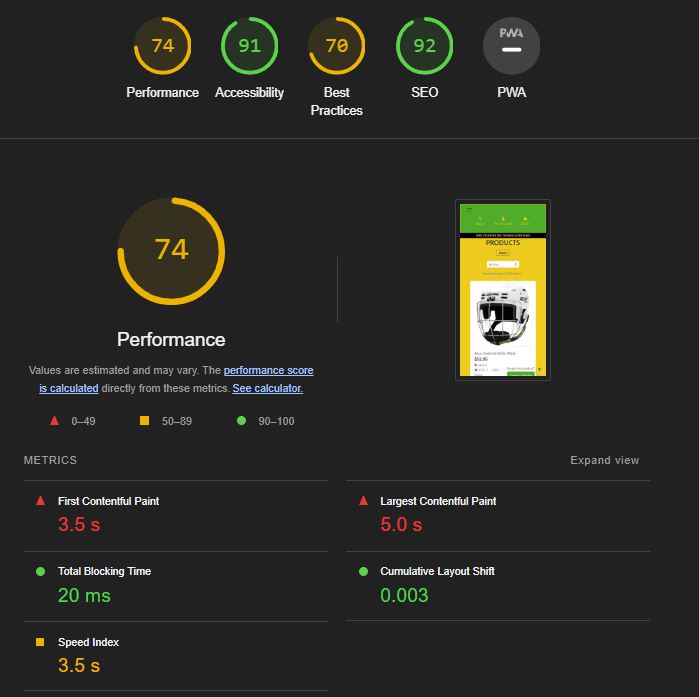 74
91
70
92
PWA
Performance
Accessibility
Best
Practices
SEO
PWA
74
Performance
Values are estimated and may vary. The performance score
is calculated directly from these metrics. See calculator.
0–49
50–89
90–100
PRODUCTS
$52.95
METRICS
Expand view
First Contentful Paint
3.5 s
Largest Contentful Paint
5.0 s
Total Blocking Time
20 ms
Cumulative Layout Shift
0.003
Speed Index
3.5 s